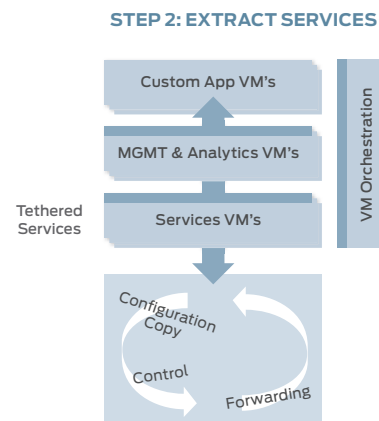 STEP 2: EXTRACT SERVICES
Custom App VM's
MGMT & Analytics VM's
Tethered
Services
Services VM's
VM Orchestration
Configuration
Copy
Control
Forwarding